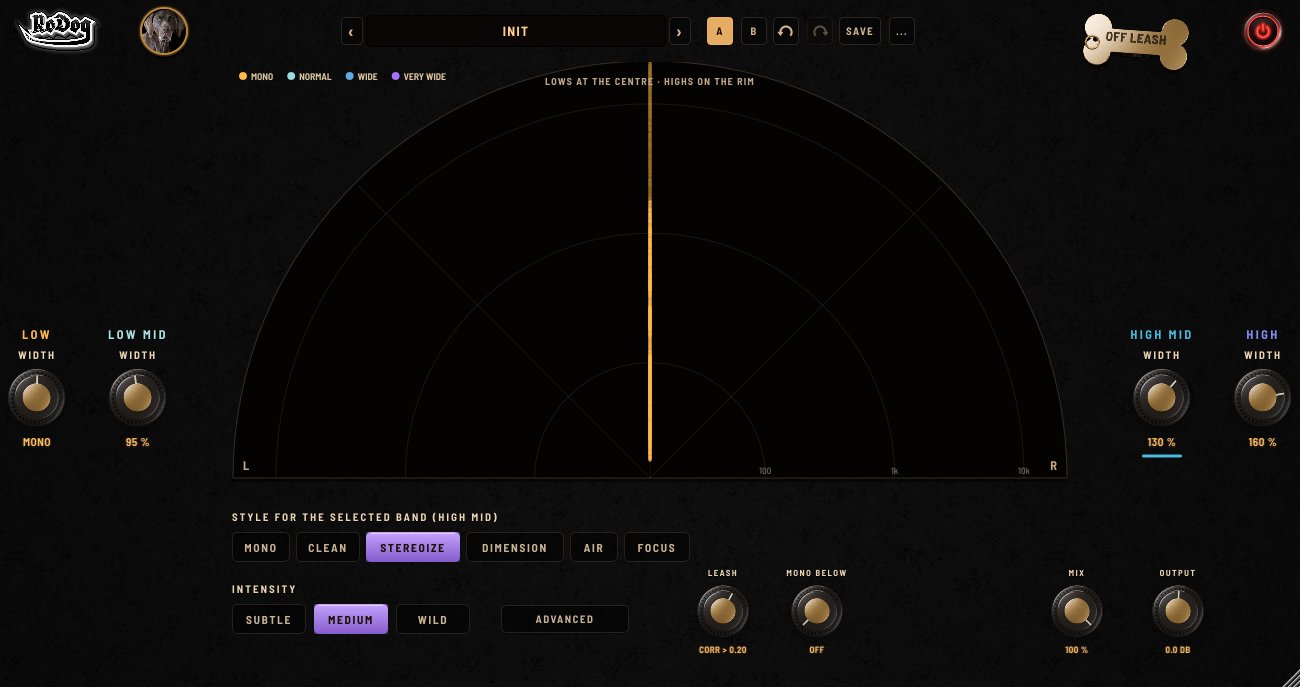 RoDog
‹
INIT
›
A
B
SAVE
...
OFF LEASH
MONO
NORMAL
WIDE
VERY WIDE
LOWS AT THE CENTRE · HIGHS ON THE RIM
LOW
WIDTH
MONO
LOW MID
WIDTH
95 %
HIGH MID
WIDTH
130 %
HIGH
WIDTH
160 %
L
100
1k
10k
R
STYLE FOR THE SELECTED BAND (HIGH MID)
MONO
CLEAN
STEREOIZE
DIMENSION
AIR
FOCUS
INTENSITY
SUBTLE
MEDIUM
WILD
ADVANCED
LEASH
CORR > 0.20
MONO BELOW
OFF
MIX
100 %
OUTPUT
0.0 DB